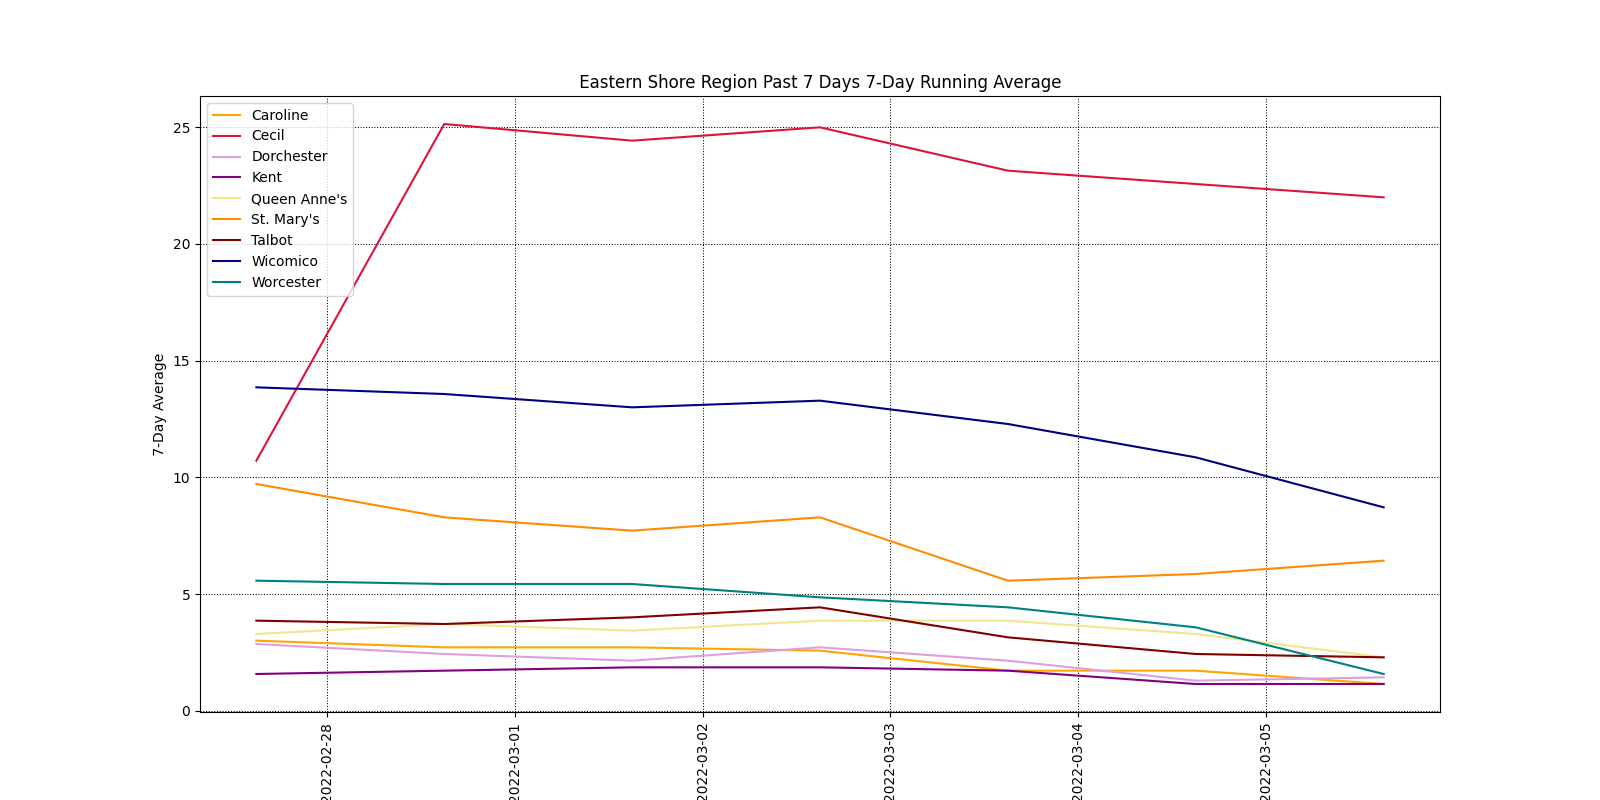 Eastern Shore Region Past 7 Days 7-Day Running Average
Caroline
Cecil
Dorchester
Kent
Queen Anne's
St. Mary's
Talbot
Wicomico
Worcester
7-Day Average
25
20
15
10
5
0
2022-02-28
2022-03-01
2022-03-02
2022-03-03
2022-03-04
2022-03-05